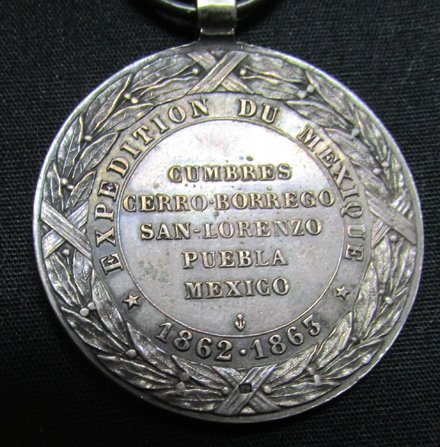 EXPEDITION DU MEXIQUE
CUMBRES
CERRO-BORREGO
SAN-LORENZO
PUEBLA
MEXICO
1862·1863